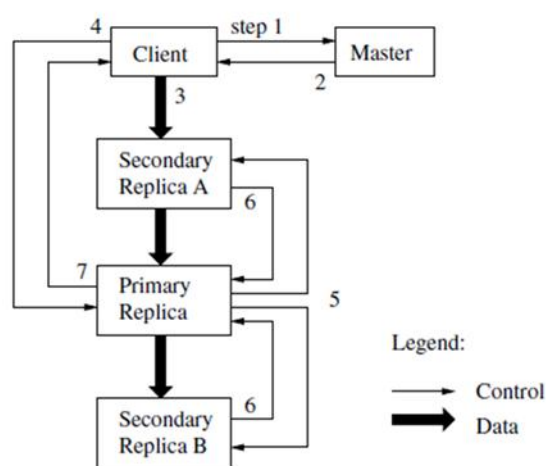 4
step 1
Client
Master
2
3
Secondary
Replica A
6
7
Primary
Replica
5
Legend:
Control
6
Secondary
Replica B
Data